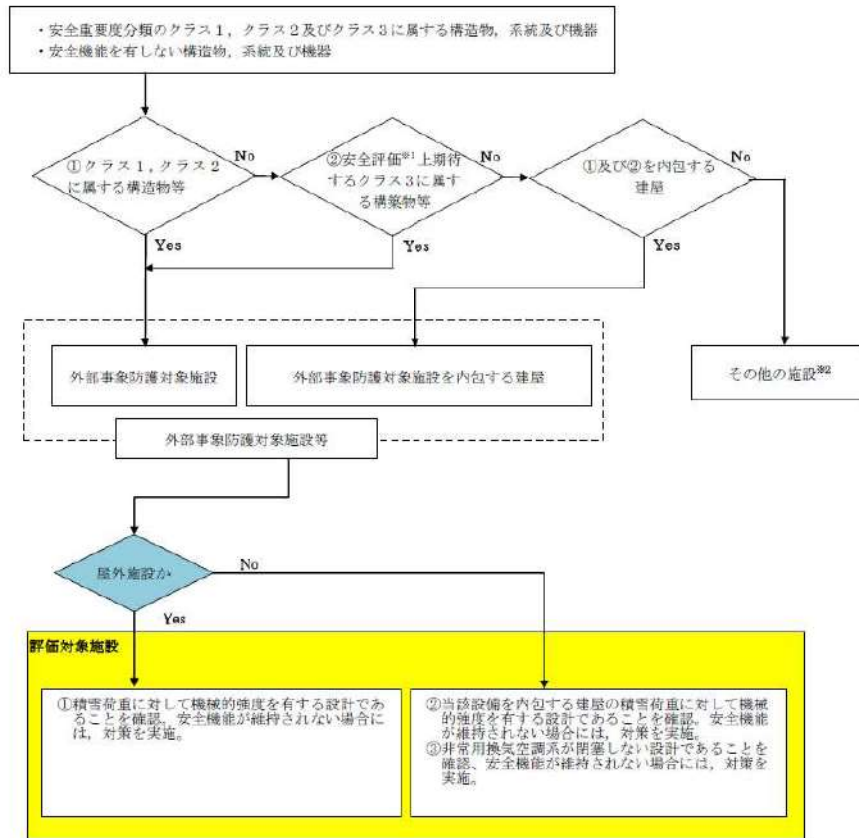 ・安全重要度分類のクラス１，クラス２及びクラス３に属する構造物，系統及び機器
・安全機能を有しない構造物，系統及び機器
①クラス１，クラス２
に属する構造物等
No
②安全評価※1上期待
するクラス３に属す
る構築物等
No
①及び②を内包する
建屋
No
Yes
Yes
Yes
外部事象防護対象施設
外部事象防護対象施設を内包する建屋
その他の施設※2
外部事象防護対象施設等
屋外施設か
No
Yes
評価対象施設
①積雪荷重に対して機械的強度を有する設計であ
ることを確認。安全機能が維持されない場合に
は，対策を実施。
②当該設備を内包する建屋の積雪荷重に対して機械
的強度を有する設計であることを確認。安全機能
が維持されない場合には，対策を実施。
③非常用換気空調系が閉塞しない設計であることを
確認、安全機能が維持されない場合には，対策を
実施。